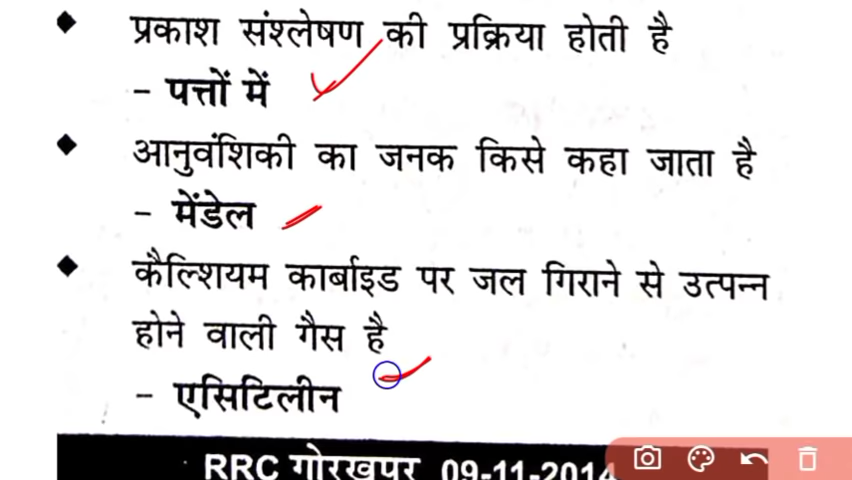 ◆ प्रकाश संश्लेषण की प्रक्रिया होती है
– पत्तों में
◆ आनुवंशिकी का जनक किसे कहा जाता है
– मेंडेल
◆ कैल्शियम कार्बाइड पर जल गिराने से उत्पन्न
होने वाली गैस है
– एसिटिलीन
RRC गोरखपुर 09-11-2014